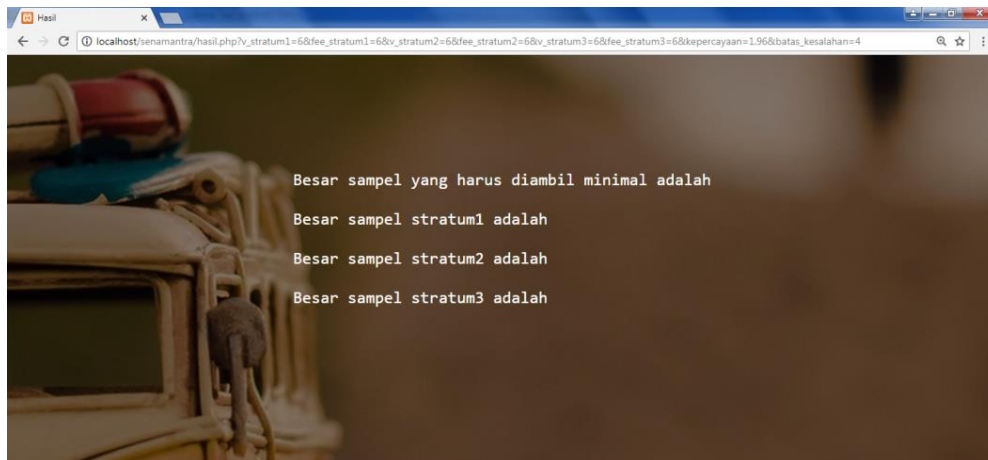 Hasil
localhost/senamantra/hasil.php?v_stratum1=6&fee_stratum1=6&v_stratum2=6&fee_stratum2=6&v_stratum3=6&fee_stratum3=6&kepercayaan=1.96&batas_kesalahan=4
Besar sampel yang harus diambil minimal adalah
Besar sampel stratum1 adalah
Besar sampel stratum2 adalah
Besar sampel stratum3 adalah